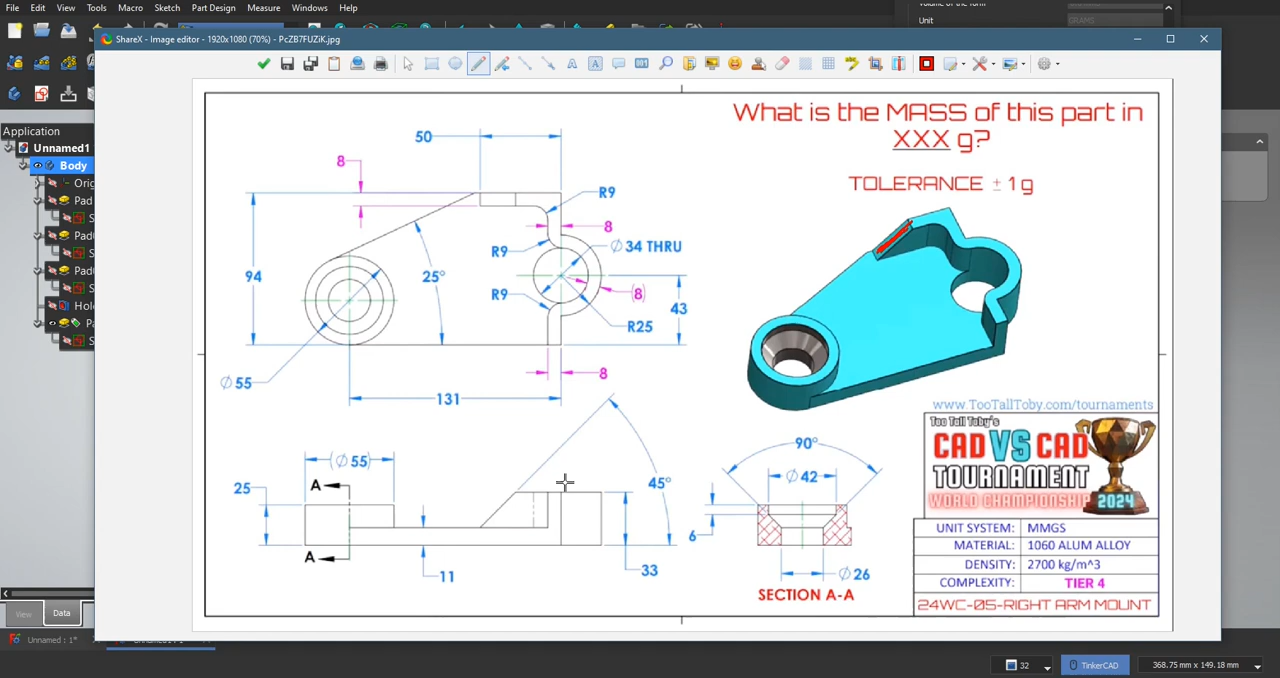 File Edit View Tools Macro Sketch Part Design Measure Windows Help
Unit
GRAMS
ShareX - Image editor - 1920x1080 (70%) - PcZB7FUZiK.jpg
Application
Unnamed1
Body
Orig
Pad
S
Pad
S
Pad
S
Ho
Pa
S
What is the MASS of this part in
XXX g?
TOLERANCE ± 1 g
50
8
R9
8
R9
Ø 34 THRU
94
25°
R9
(8)
43
R25
Ø 55
8
131
www.TooTallToby.com/tournaments
(Ø 55)
25
A
A
11
45°
33
90°
Ø 42
6
Ø 26
SECTION A-A
Too Tall Toby's
CAD VS CAD
TOURNAMENT
WORLD CHAMPIONSHIP 2024
UNIT SYSTEM: MMGS
MATERIAL: 1060 ALUM ALLOY
DENSITY: 2700 kg/m^3
COMPLEXITY: TIER 4
24WC-05-RIGHT ARM MOUNT
View Data
Unnamed : 1*
32 TinkerCAD 368.75 mm x 149.18 mm